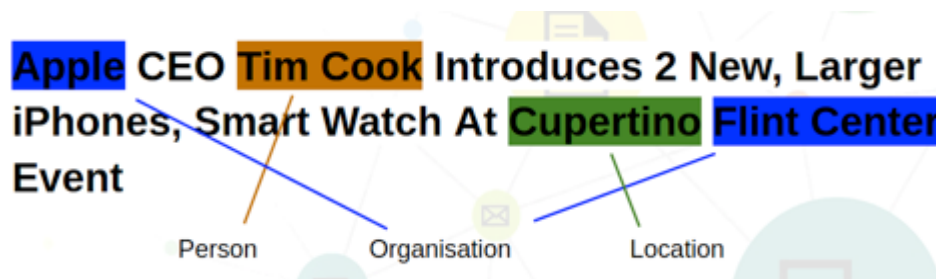 Apple CEO Tim Cook Introduces 2 New, Larger
iPhones, Smart Watch At Cupertino Flint Center
Event
Person Organisation Location